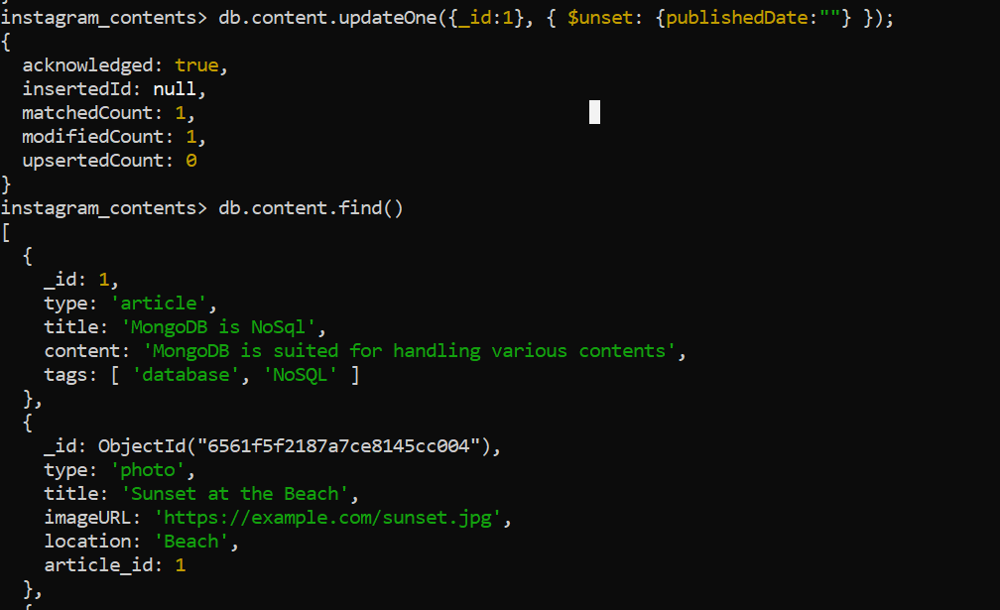 instagram_contents> db.content.updateOne({_id:1}, { $unset: {publishedDate:""} });
{
  acknowledged: true,
  insertedId: null,
  matchedCount: 1,
  modifiedCount: 1,
  upsertedCount: 0
}
instagram_contents> db.content.find()
[
  {
    _id: 1,
    type: 'article',
    title: 'MongoDB is NoSql',
    content: 'MongoDB is suited for handling various contents',
    tags: [ 'database', 'NoSQL' ]
  },
  {
    _id: ObjectId("6561f5f2187a7ce8145cc004"),
    type: 'photo',
    title: 'Sunset at the Beach',
    imageURL: 'https://example.com/sunset.jpg',
    location: 'Beach',
    article_id: 1
  },